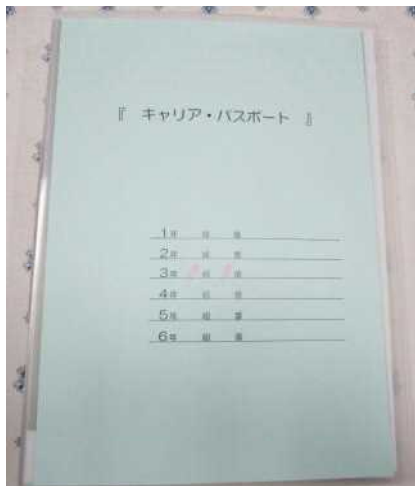 『 キャリア・パスポート 』
1年 組 番
2年 組 番
3年 組 番
4年 組 番
5年 組 番
6年 組 番